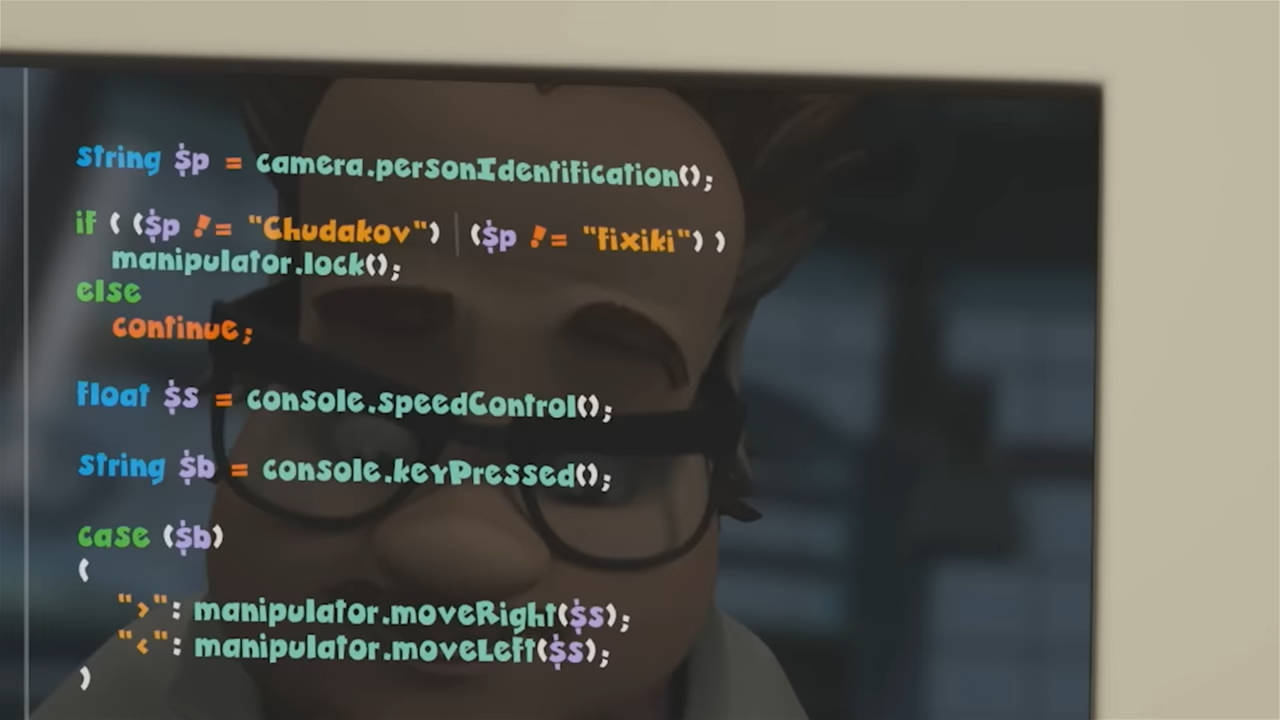 string $p = camera.personIdentification();
if ( ($p != "Chudakov") | ($p != "fixiki") )
manipulator.lock();
else
continue;
float $s = console.speedControl();
string $b = console.keyPressed();
case ($b)
(
">": manipulator.moveRight($s);
"<": manipulator.moveLeft($s);
)